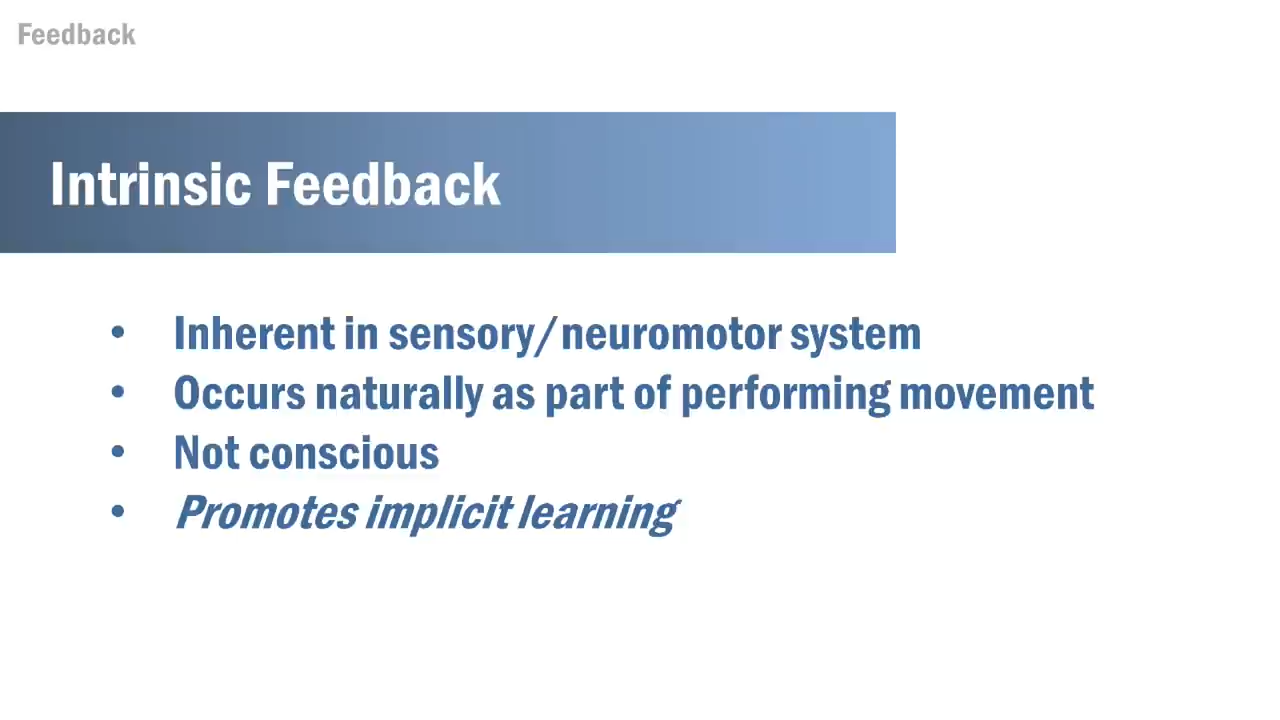 Feedback
Intrinsic Feedback
• Inherent in sensory/neuromotor system
• Occurs naturally as part of performing movement
• Not conscious
• Promotes implicit learning